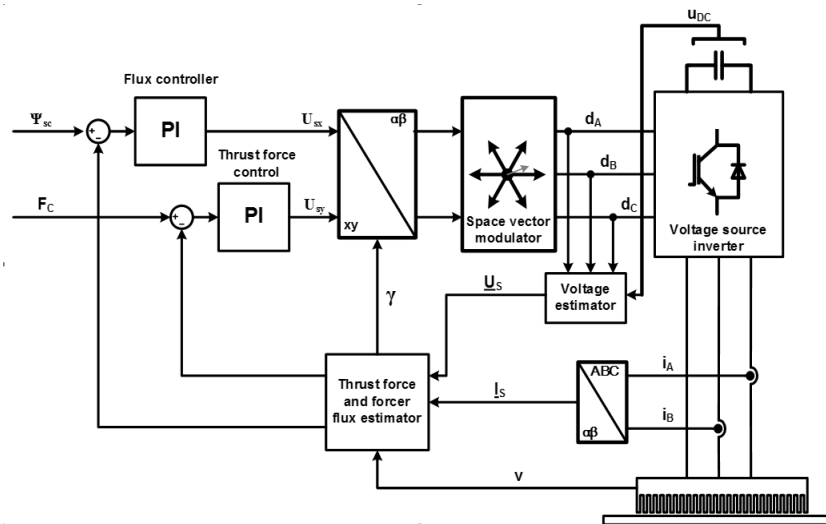 u_DC
Flux controller
Ψ_sc
+
−
PI
U_sx
αβ
xy
d_A
d_B
d_C
Thrust force
control
F_C
+
−
PI
U_sy
Space vector
modulator
Voltage source
inverter
Voltage
estimator
U_S
γ
Thrust force
and forcer
flux estimator
I_S
ABC
αβ
i_A
i_B
v